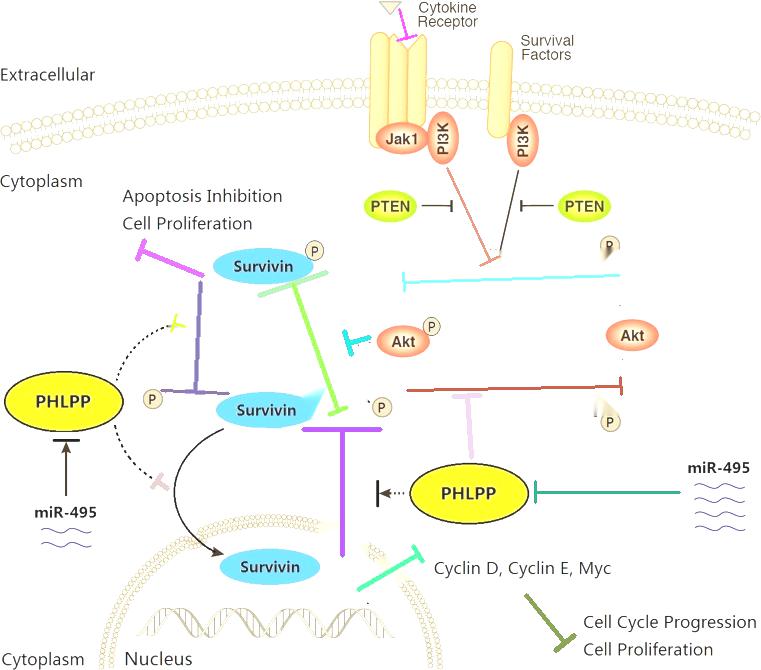 Cytokine
Receptor
Survival
Factors
Extracellular
Jak1
PI3K
PI3K
Cytoplasm
Apoptosis Inhibition
Cell Proliferation
PTEN
PTEN
P
Survivin
P
P
Akt
Akt
PHLPP
P
Survivin
P
P
miR-495
PHLPP
miR-495
Survivin
Cyclin D, Cyclin E, Myc
Cell Cycle Progression
Cell Proliferation
Cytoplasm
Nucleus